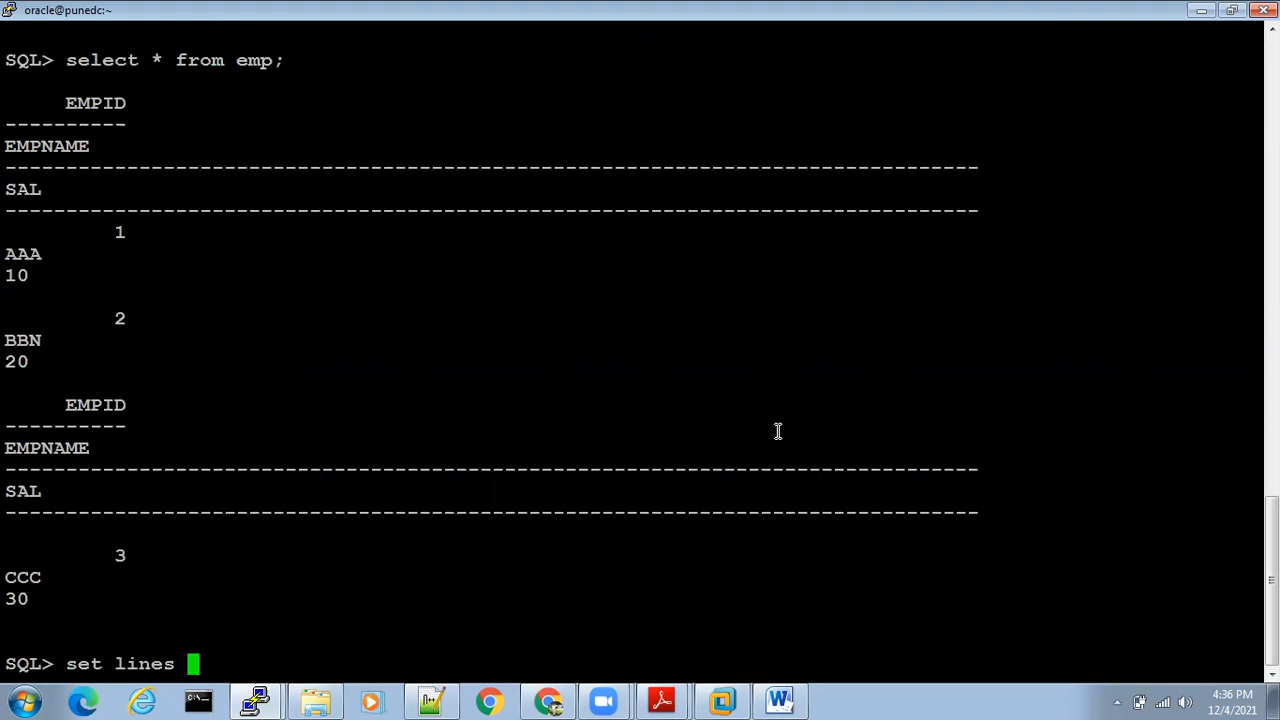 oracle@punedc:~
SQL> select * from emp;
EMPID
----------
EMPNAME
--------------------------------------------------------------------------------
SAL
--------------------------------------------------------------------------------
1
AAA
10
2
BBN
20
EMPID
----------
EMPNAME
--------------------------------------------------------------------------------
SAL
--------------------------------------------------------------------------------
3
CCC
30
SQL> set lines
4:36 PM
12/4/2021